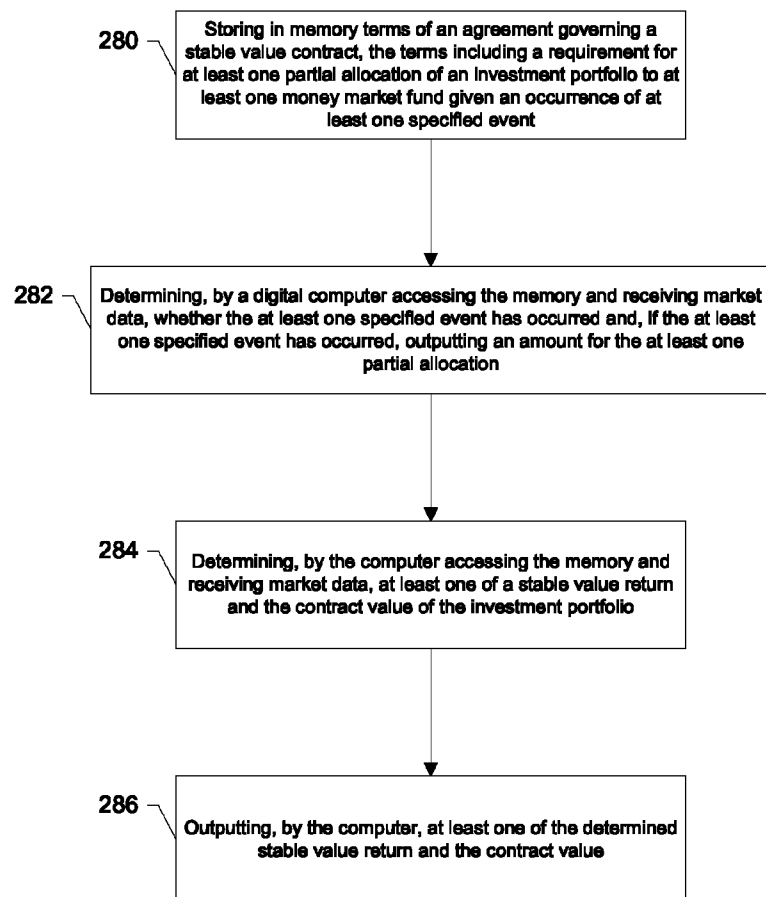 280
Storing in memory terms of an agreement governing a
stable value contract, the terms including a requirement for
at least one partial allocation of an investment portfolio to at
least one money market fund given an occurrence of at
least one specified event
282
Determining, by a digital computer accessing the memory and receiving market
data, whether the at least one specified event has occurred and, if the at least
one specified event has occurred, outputting an amount for the at least one
partial allocation
284
Determining, by the computer accessing the memory and
receiving market data, at least one of a stable value return
and the contract value of the investment portfolio
286
Outputting, by the computer, at least one of the determined
stable value return and the contract value